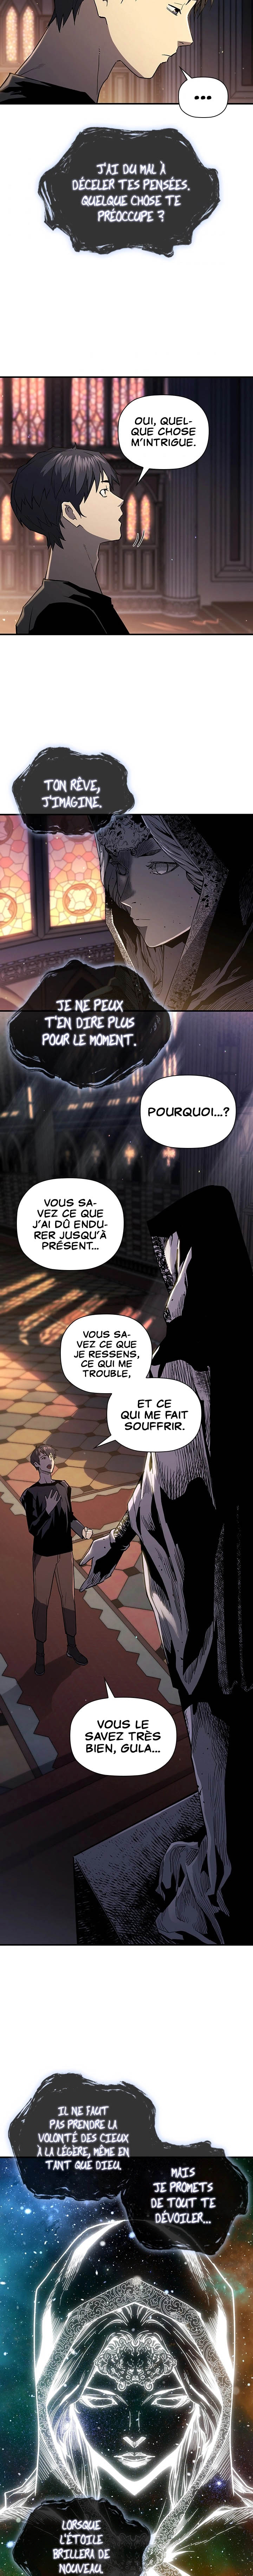 ...
J'AI DU MAL À
DÉCELER TES PENSÉES.
QUELQUE CHOSE TE
PRÉOCCUPE ?
OUI, QUEL-
QUE CHOSE
M'INTRIGUE.
TON RÊVE,
J'IMAGINE.
JE NE PEUX
T'EN DIRE PLUS
POUR LE MOMENT.
POURQUOI...?
VOUS SA-
VEZ CE QUE
J'AI DÛ ENDU-
RER JUSQU'À
PRÉSENT...
VOUS SA-
VEZ CE QUE
JE RESSENS,
CE QUI ME
TROUBLE,
ET CE
QUI ME FAIT
SOUFFRIR.
VOUS LE
SAVEZ TRÈS
BIEN, GULA...
IL NE FAUT
PAS PRENDRE LA
VOLONTÉ DES CIEUX
À LA LÉGÈRE, MÊME EN
TANT QUE DIEU.
MAIS
JE PROMETS
DE TOUT TE
DÉVOILER...
LORSQUE
L'ÉTOILE
BRILLERA DE
NOUVEAU